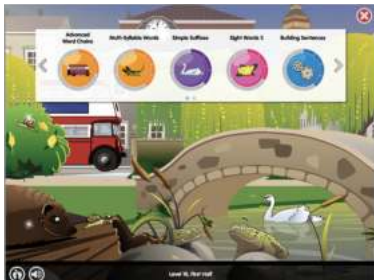 Advanced
Word Chains
Multi-Syllable Words
Simple Suffixes
Sight Words 3
Building Sentences
Level 16, First Half